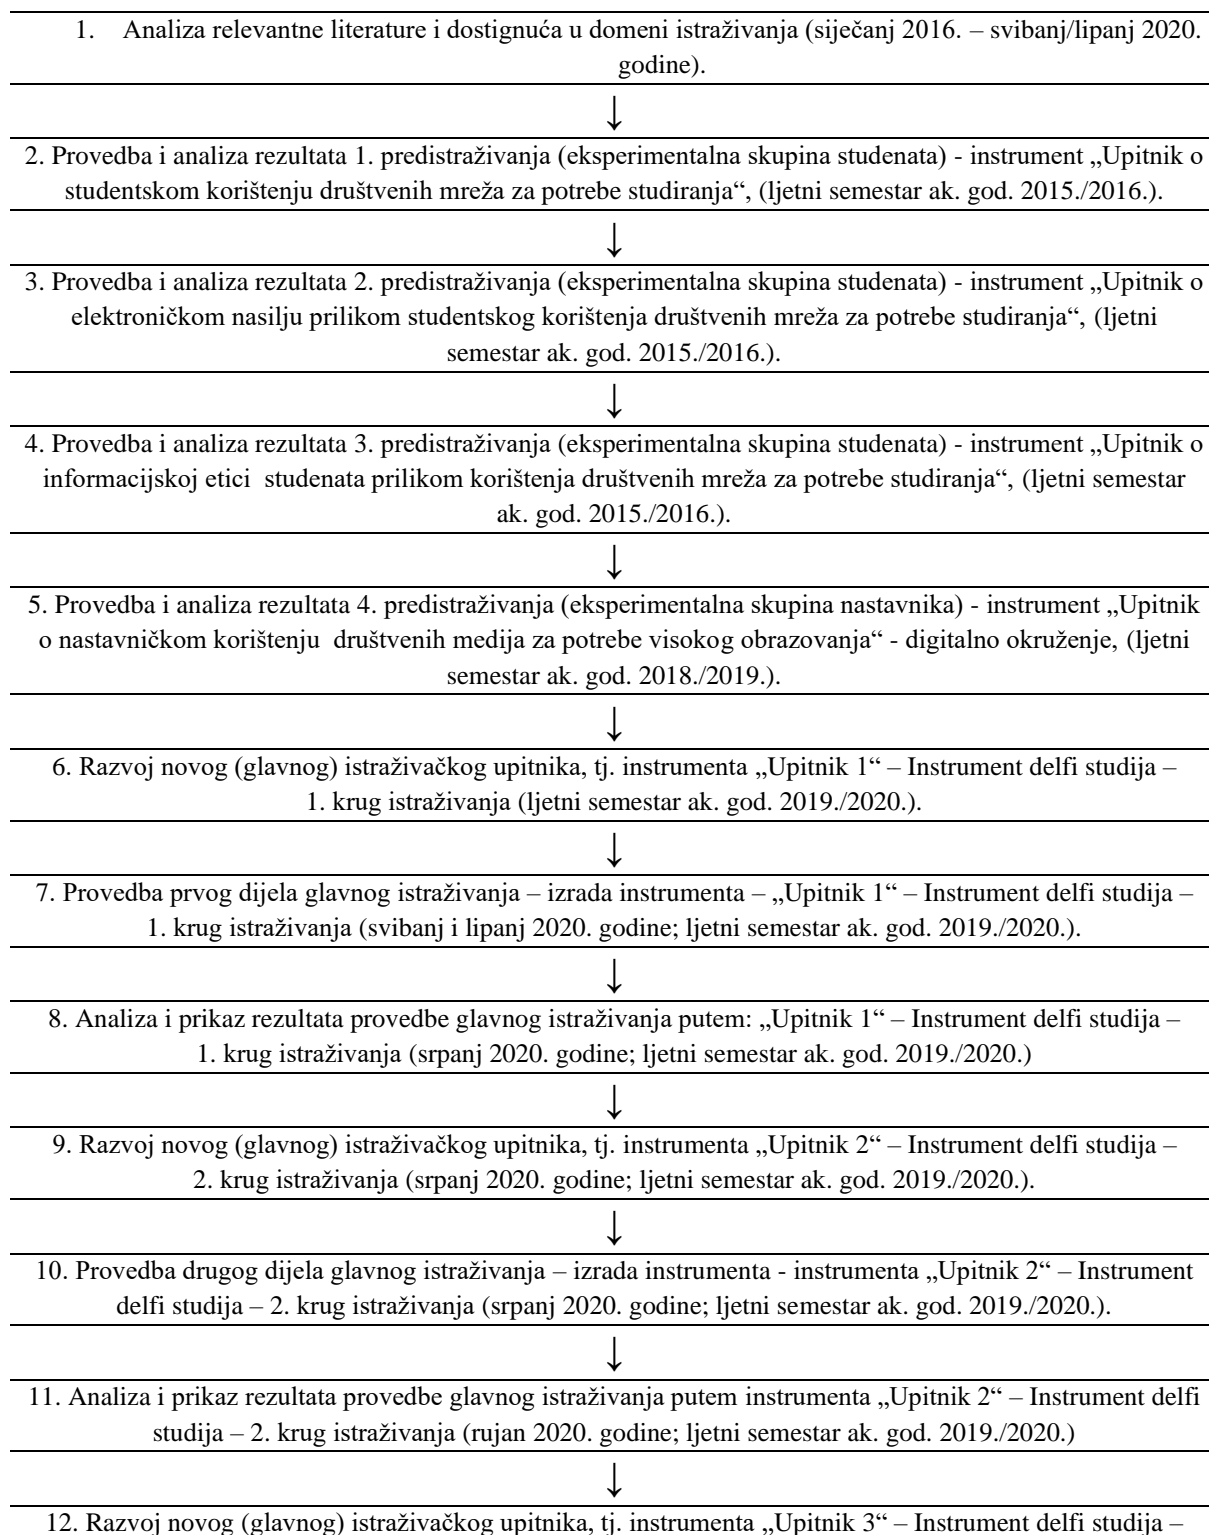 1. Analiza relevantne literature i dostignuća u domeni istraživanja (siječanj 2016. – svibanj/lipanj 2020.
godine).
↓
2. Provedba i analiza rezultata 1. predistraživanja (eksperimentalna skupina studenata) - instrument „Upitnik o
studentskom korištenju društvenih mreža za potrebe studiranja“, (ljetni semestar ak. god. 2015./2016.).
↓
3. Provedba i analiza rezultata 2. predistraživanja (eksperimentalna skupina studenata) - instrument „Upitnik o
elektroničkom nasilju prilikom studentskog korištenja društvenih mreža za potrebe studiranja“, (ljetni
semestar ak. god. 2015./2016.).
↓
4. Provedba i analiza rezultata 3. predistraživanja (eksperimentalna skupina studenata) - instrument „Upitnik o
informacijskoj etici  studenata prilikom korištenja društvenih mreža za potrebe studiranja“, (ljetni semestar
ak. god. 2015./2016.).
↓
5. Provedba i analiza rezultata 4. predistraživanja (eksperimentalna skupina nastavnika) - instrument „Upitnik
o nastavničkom korištenju  društvenih medija za potrebe visokog obrazovanja“ - digitalno okruženje, (ljetni
semestar ak. god. 2018./2019.).
↓
6. Razvoj novog (glavnog) istraživačkog upitnika, tj. instrumenta „Upitnik 1“ – Instrument delfi studija –
1. krug istraživanja (ljetni semestar ak. god. 2019./2020.).
↓
7. Provedba prvog dijela glavnog istraživanja – izrada instrumenta – „Upitnik 1“ – Instrument delfi studija –
1. krug istraživanja (svibanj i lipanj 2020. godine; ljetni semestar ak. god. 2019./2020.).
↓
8. Analiza i prikaz rezultata provedbe glavnog istraživanja putem: „Upitnik 1“ – Instrument delfi studija –
1. krug istraživanja (srpanj 2020. godine; ljetni semestar ak. god. 2019./2020.)
↓
9. Razvoj novog (glavnog) istraživačkog upitnika, tj. instrumenta „Upitnik 2“ – Instrument delfi studija –
2. krug istraživanja (srpanj 2020. godine; ljetni semestar ak. god. 2019./2020.).
↓
10. Provedba drugog dijela glavnog istraživanja – izrada instrumenta - instrumenta „Upitnik 2“ – Instrument
delfi studija – 2. krug istraživanja (srpanj 2020. godine; ljetni semestar ak. god. 2019./2020.).
↓
11. Analiza i prikaz rezultata provedbe glavnog istraživanja putem instrumenta „Upitnik 2“ – Instrument delfi
studija – 2. krug istraživanja (rujan 2020. godine; ljetni semestar ak. god. 2019./2020.)
↓
12. Razvoj novog (glavnog) istraživačkog upitnika, tj. instrumenta „Upitnik 3“ – Instrument delfi studija –